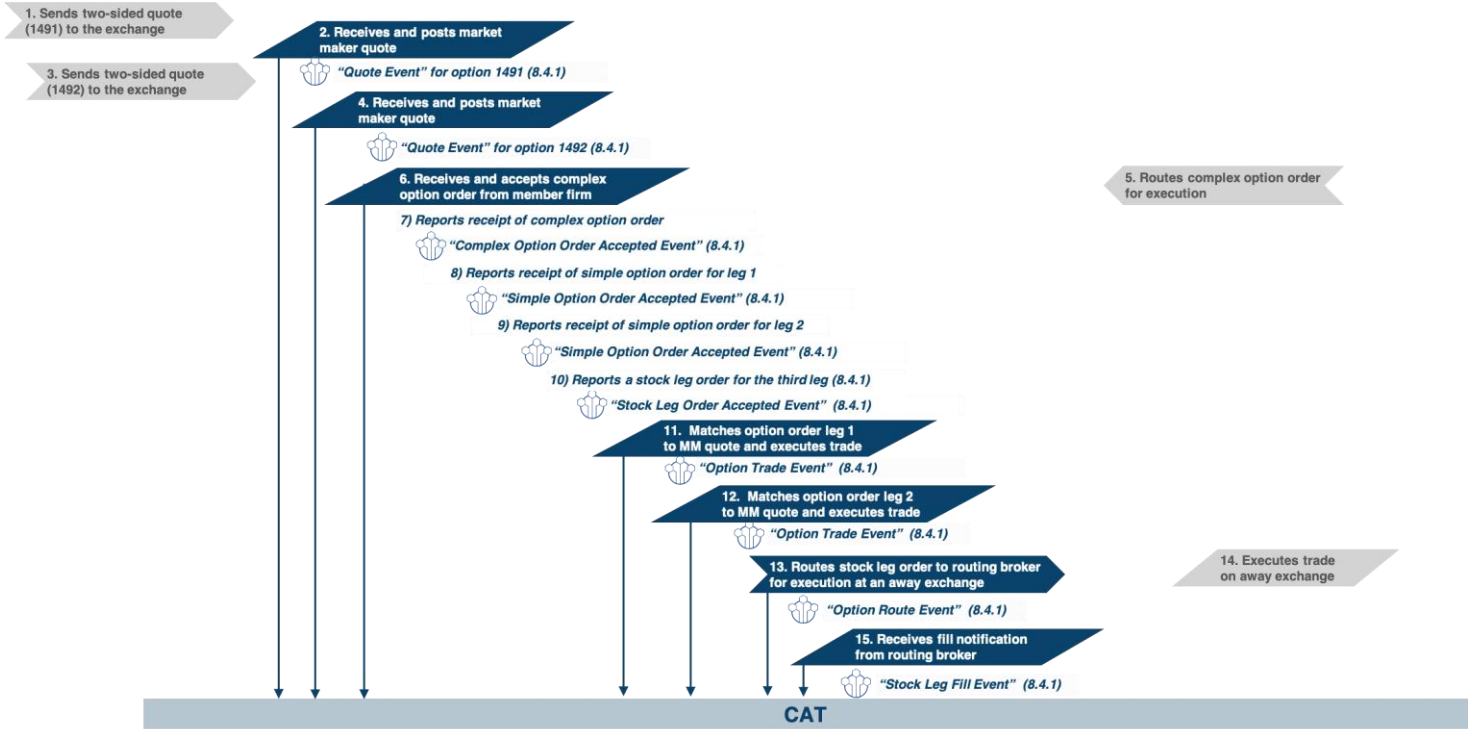 1. Sends two-sided quote
(1491) to the exchange
2. Receives and posts market
maker quote
“Quote Event” for option 1491 (8.4.1)
3. Sends two-sided quote
(1492) to the exchange
4. Receives and posts market
maker quote
“Quote Event” for option 1492 (8.4.1)
5. Routes complex option order
for execution
6. Receives and accepts complex
option order from member firm
7) Reports receipt of complex option order
“Complex Option Order Accepted Event” (8.4.1)
8) Reports receipt of simple option order for leg 1
“Simple Option Order Accepted Event” (8.4.1)
9) Reports receipt of simple option order for leg 2
“Simple Option Order Accepted Event” (8.4.1)
10) Reports a stock leg order for the third leg (8.4.1)
“Stock Leg Order Accepted Event” (8.4.1)
11. Matches option order leg 1
to MM quote and executes trade
“Option Trade Event” (8.4.1)
12. Matches option order leg 2
to MM quote and executes trade
“Option Trade Event” (8.4.1)
13. Routes stock leg order to routing broker
for execution at an away exchange
14. Executes trade
on away exchange
“Option Route Event” (8.4.1)
15. Receives fill notification
from routing broker
“Stock Leg Fill Event” (8.4.1)
CAT